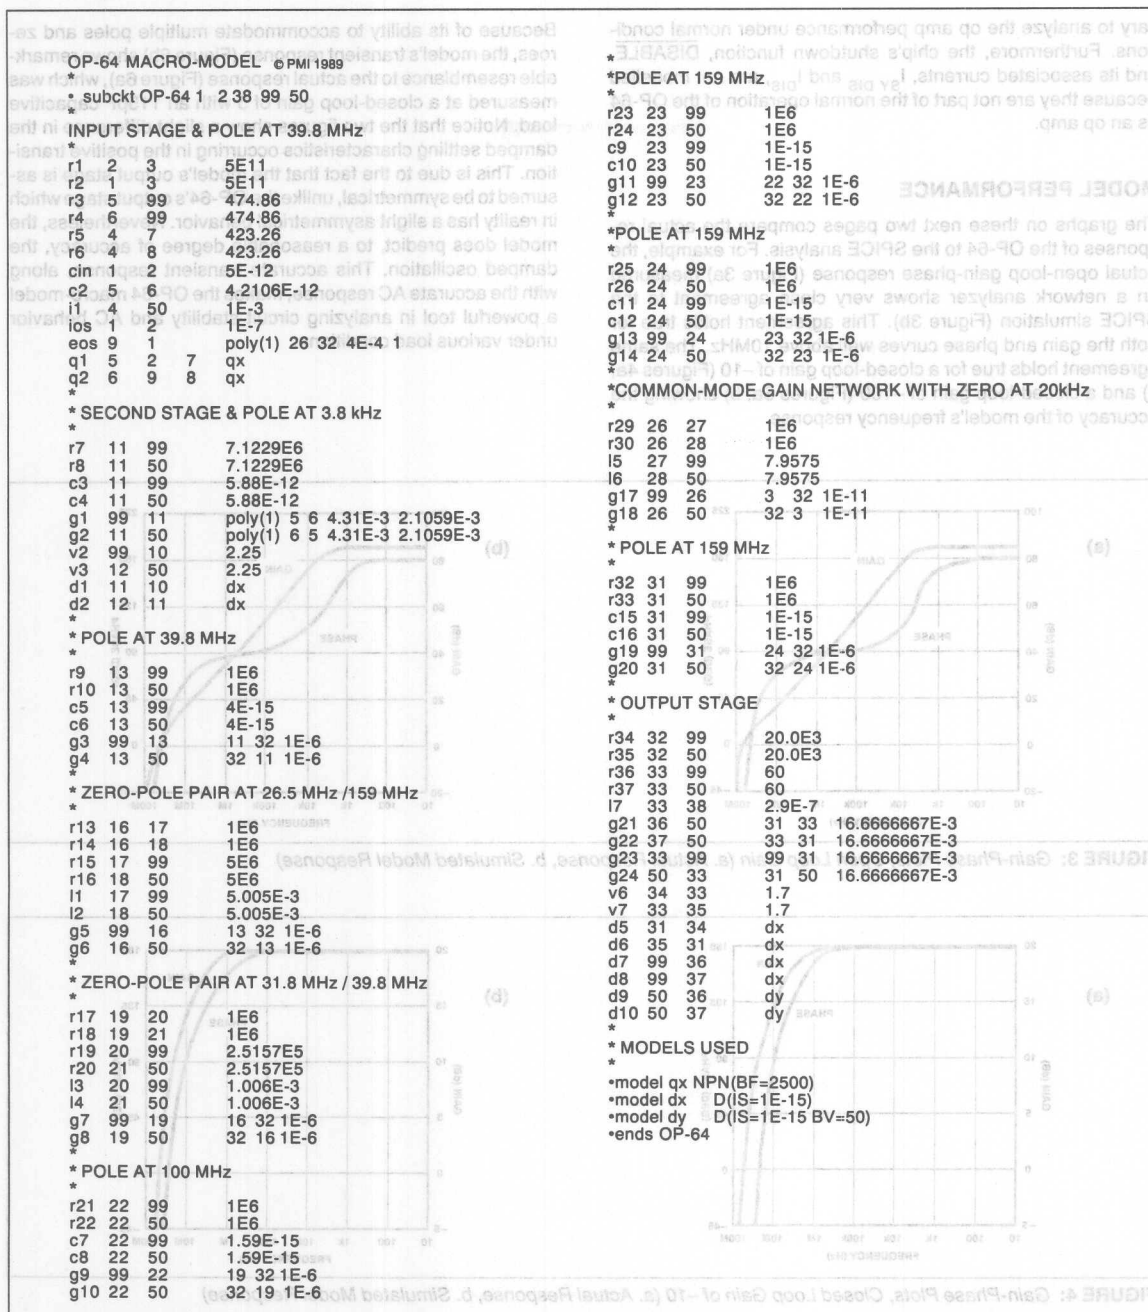 OP-64 MACRO-MODEL © PMI 1989
*
• subckt OP-64 1 2 38 99 50
*
INPUT STAGE & POLE AT 39.8 MHz
*
r1 2 3 5E11
r2 1 3 5E11
r3 5 99 474.86
r4 6 99 474.86
r5 4 7 423.26
r6 4 8 423.26
cin 1 2 5E-12
c2 5 6 4.2106E-12
i1 4 50 1E-3
ios 1 2 1E-7
eos 9 1 poly(1) 26 32 4E-4 1
q1 5 2 7 qx
q2 6 9 8 qx
*
* SECOND STAGE & POLE AT 3.8 kHz
*
r7 11 99 7.1229E6
r8 11 50 7.1229E6
c3 11 99 5.88E-12
c4 11 50 5.88E-12
g1 99 11 poly(1) 5 6 4.31E-3 2.1059E-3
g2 11 50 poly(1) 6 5 4.31E-3 2.1059E-3
v2 99 10 2.25
v3 12 50 2.25
d1 11 10 dx
d2 12 11 dx
*
* POLE AT 39.8 MHz
*
r9 13 99 1E6
r10 13 50 1E6
c5 13 99 4E-15
c6 13 50 4E-15
g3 99 13 11 32 1E-6
g4 13 50 32 11 1E-6
*
* ZERO-POLE PAIR AT 26.5 MHz /159 MHz
*
r13 16 17 1E6
r14 16 18 1E6
r15 17 99 5E6
r16 18 50 5E6
l1 17 99 5.005E-3
l2 18 50 5.005E-3
g5 99 16 13 32 1E-6
g6 16 50 32 13 1E-6
*
* ZERO-POLE PAIR AT 31.8 MHz / 39.8 MHz
*
r17 19 20 1E6
r18 19 21 1E6
r19 20 99 2.5157E5
r20 21 50 2.5157E5
l3 20 99 1.006E-3
l4 21 50 1.006E-3
g7 99 19 16 32 1E-6
g8 19 50 32 16 1E-6
*
* POLE AT 100 MHz
*
r21 22 99 1E6
r22 22 50 1E6
c7 22 99 1.59E-15
c8 22 50 1.59E-15
g9 99 22 19 32 1E-6
g10 22 50 32 19 1E-6
*
*POLE AT 159 MHz
*
r23 23 99 1E6
r24 23 50 1E6
c9 23 99 1E-15
c10 23 50 1E-15
g11 99 23 22 32 1E-6
g12 23 50 32 22 1E-6
*
*POLE AT 159 MHz
*
r25 24 99 1E6
r26 24 50 1E6
c11 24 99 1E-15
c12 24 50 1E-15
g13 99 24 23 32 1E-6
g14 24 50 32 23 1E-6
*
*COMMON-MODE GAIN NETWORK WITH ZERO AT 20kHz
*
r29 26 27 1E6
r30 26 28 1E6
l5 27 99 7.9575
l6 28 50 7.9575
g17 99 26 3 32 1E-11
g18 26 50 32 3 1E-11
*
* POLE AT 159 MHz
*
r32 31 99 1E6
r33 31 50 1E6
c15 31 99 1E-15
c16 31 50 1E-15
g19 99 31 24 32 1E-6
g20 31 50 32 24 1E-6
*
* OUTPUT STAGE
*
r34 32 99 20.0E3
r35 32 50 20.0E3
r36 33 99 60
r37 33 50 60
l7 33 38 2.9E-7
g21 36 50 31 33 16.6666667E-3
g22 37 50 33 31 16.6666667E-3
g23 33 99 99 31 16.6666667E-3
g24 50 33 31 50 16.6666667E-3
v6 34 33 1.7
v7 33 35 1.7
d5 31 34 dx
d6 35 31 dx
d7 99 36 dx
d8 99 37 dx
d9 50 36 dy
d10 50 37 dy
*
* MODELS USED
*
•model qx NPN(BF=2500)
•model dx D(IS=1E-15)
•model dy D(IS=1E-15 BV=50)
•ends OP-64